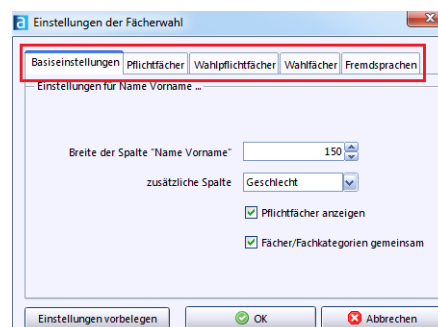 Einstellungen der Fächerwahl
Basiseinstellungen Pflichtfächer Wahlpflichtfächer Wahlfächer Fremdsprachen
Einstellungen für Name Vorname ...
Breite der Spalte "Name Vorname" 150
zusätzliche Spalte Geschlecht
Pflichtfächer anzeigen
Fächer/Fachkategorien gemeinsam
Einstellungen vorbelegen OK Abbrechen